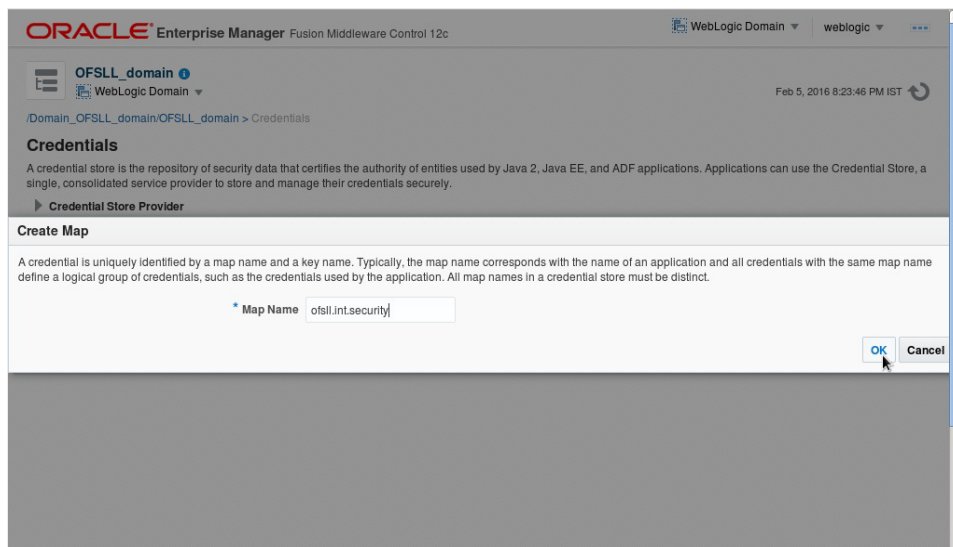 ORACLE® Enterprise Manager Fusion Middleware Control 12c
WebLogic Domain
weblogic
OFSLL_domain
WebLogic Domain
Feb 5, 2016 8:23:46 PM IST
/Domain_OFSLL_domain/OFSLL_domain > Credentials
Credentials
A credential store is the repository of security data that certifies the authority of entities used by Java 2, Java EE, and ADF applications. Applications can use the Credential Store, a
single, consolidated service provider to store and manage their credentials securely.
Credential Store Provider
Create Map
A credential is uniquely identified by a map name and a key name. Typically, the map name corresponds with the name of an application and all credentials with the same map name
define a logical group of credentials, such as the credentials used by the application. All map names in a credential store must be distinct.
* Map Name ofsll.int.security
OK Cancel